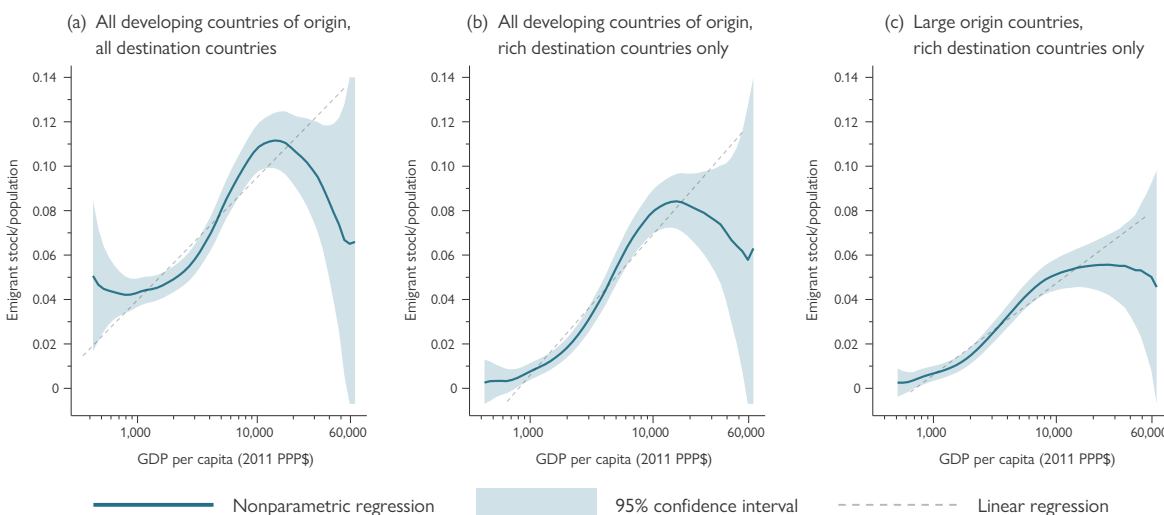 (a) All developing countries of origin,
all destination countries
(b) All developing countries of origin,
rich destination countries only
(c) Large origin countries,
rich destination countries only
Emigrant stock/population
0.14
0.12
0.10
0.08
0.06
0.04
0.02
0
1,000
10,000
60,000
GDP per capita (2011 PPP$)
Emigrant stock/population
0.14
0.12
0.10
0.08
0.06
0.04
0.02
0
1,000
10,000
60,000
GDP per capita (2011 PPP$)
Emigrant stock/population
0.14
0.12
0.10
0.08
0.06
0.04
0.02
0
1,000
10,000
60,000
GDP per capita (2011 PPP$)
Nonparametric regression
95% confidence interval
Linear regression